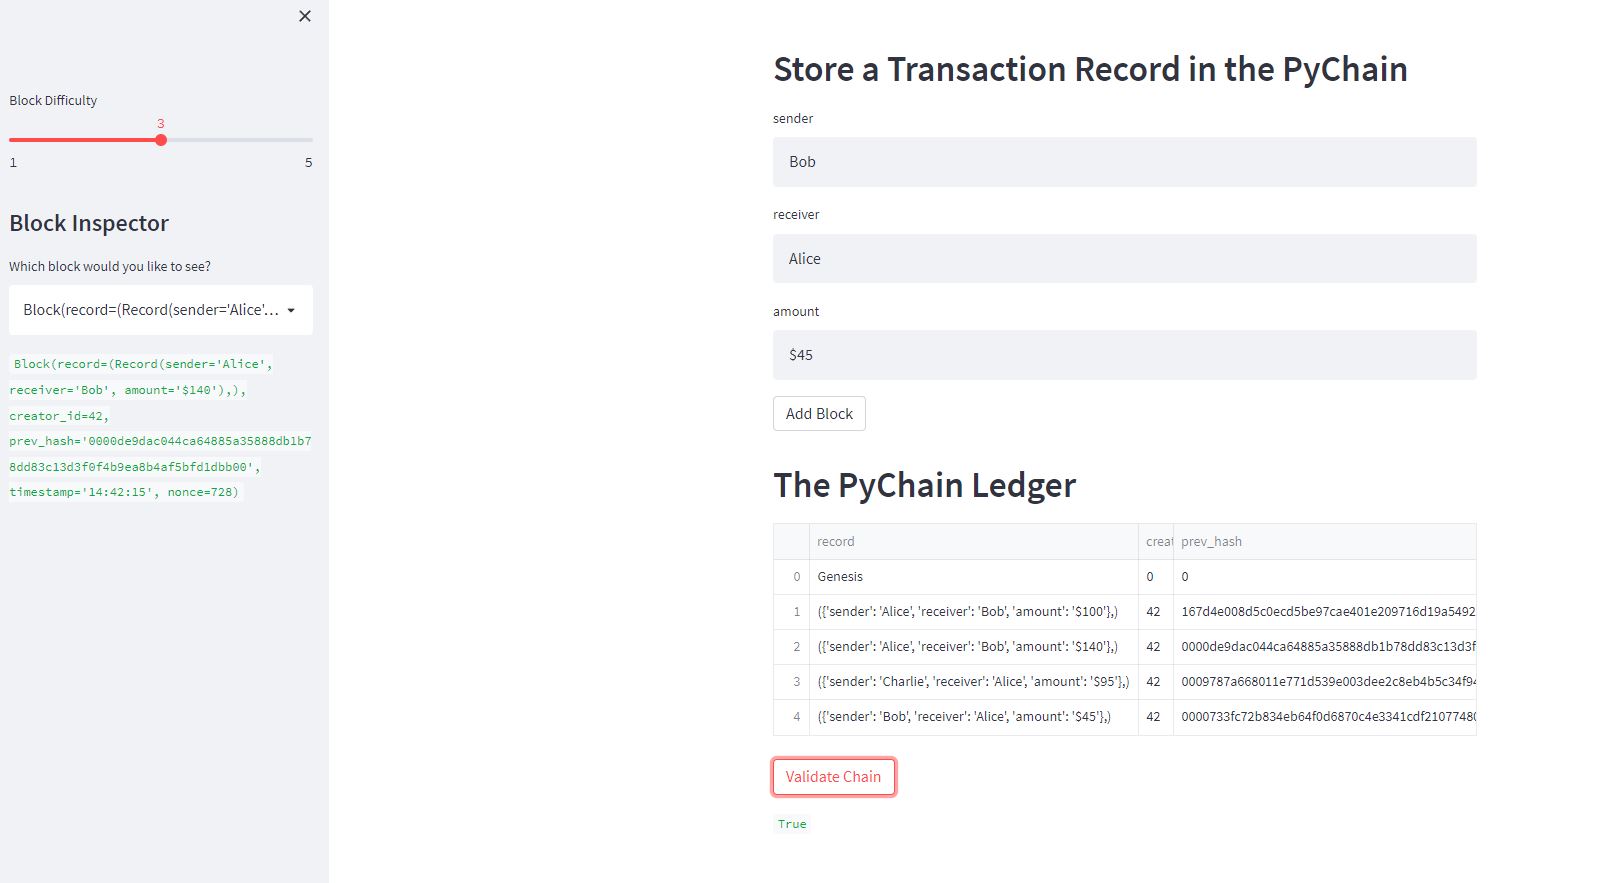 ×
Block Difficulty
3
1 5
Block Inspector
Which block would you like to see?
Block(record=(Record(sender='Alice'...
Block(record=(Record(sender='Alice',
receiver='Bob', amount='$140'),),
creator_id=42,
prev_hash='0000de9dac044ca64885a35888db1b7
8dd83c13d3f0f4b9ea8b4af5bfd1dbb00',
timestamp='14:42:15', nonce=728)
Store a Transaction Record in the PyChain
sender
Bob
receiver
Alice
amount
$45
Add Block
The PyChain Ledger
record creat prev_hash
0 Genesis 0 0
1 ({'sender': 'Alice', 'receiver': 'Bob', 'amount': '$100'},) 42 167d4e008d5c0ecd5be97cae401e209716d19a5492
2 ({'sender': 'Alice', 'receiver': 'Bob', 'amount': '$140'},) 42 0000de9dac044ca64885a35888db1b78dd83c13d3f
3 ({'sender': 'Charlie', 'receiver': 'Alice', 'amount': '$95'},) 42 0009787a668011e771d539e003dee2c8eb4b5c34f94
4 ({'sender': 'Bob', 'receiver': 'Alice', 'amount': '$45'},) 42 0000733fc72b834eb64f0d6870c4e3341cdf21077480
Validate Chain
True